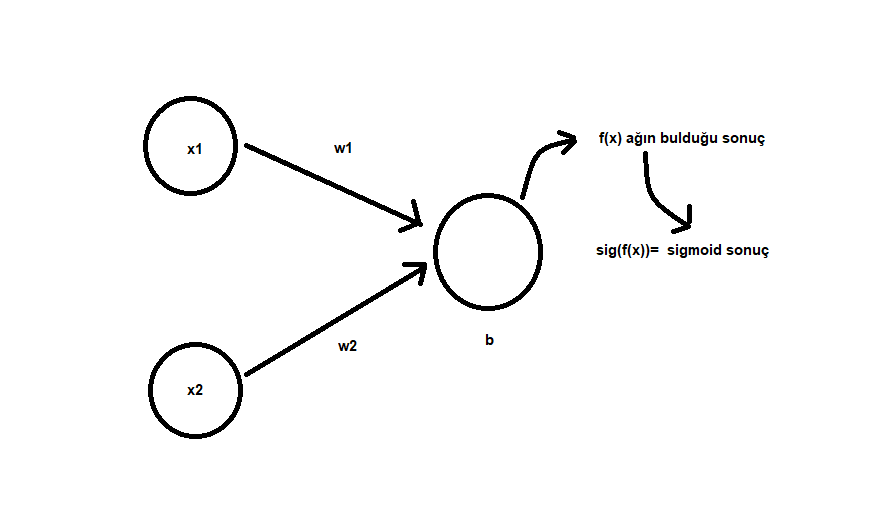 x1
w1
f(x) ağın bulduğu sonuç
sig(f(x))=  sigmoid sonuç
b
w2
x2